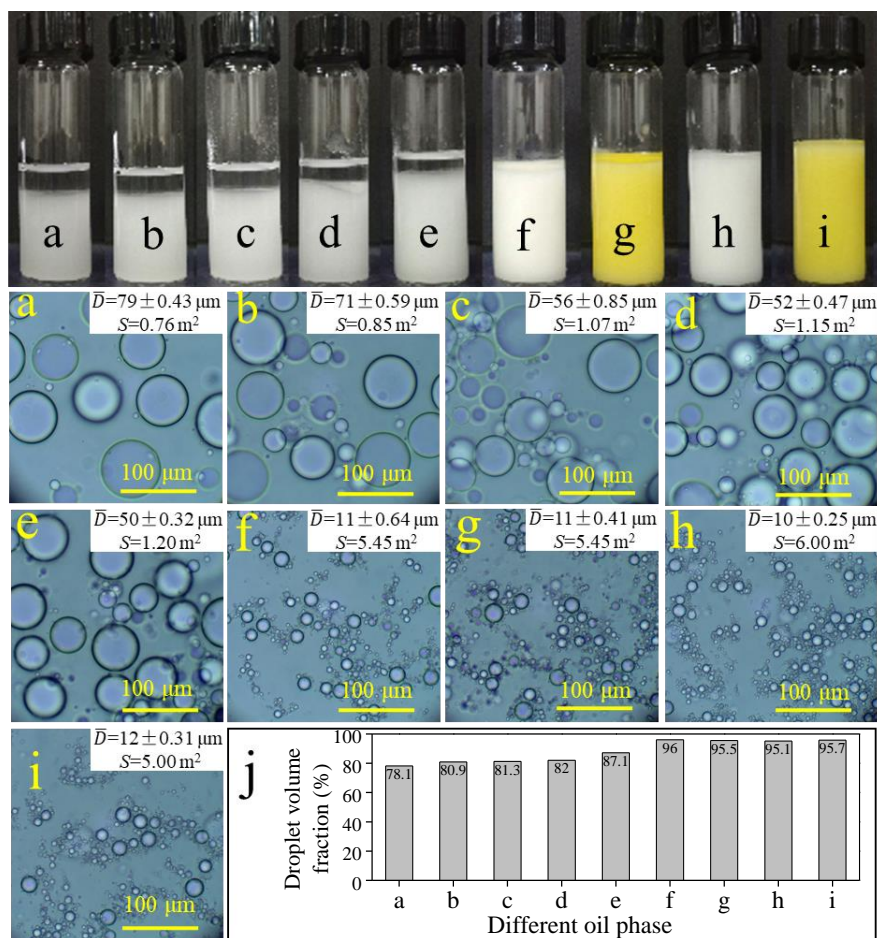 a b c d e f g h i
a
D̅=79±0.43 μm
S=0.76 m²
100 μm
b
D̅=71±0.59 μm
S=0.85 m²
100 μm
c
D̅=56±0.85 μm
S=1.07 m²
100 μm
d
D̅=52±0.47 μm
S=1.15 m²
100 μm
e
D̅=50±0.32 μm
S=1.20 m²
100 μm
f
D̅=11±0.64 μm
S=5.45 m²
100 μm
g
D̅=11±0.41 μm
S=5.45 m²
100 μm
h
D̅=10±0.25 μm
S=6.00 m²
100 μm
i
D̅=12±0.31 μm
S=5.00 m²
100 μm
j
Droplet volume
fraction (%)
100
80
60
40
20
0
78.1 80.9 81.3 82 87.1 96 95.5 95.1 95.7
a b c d e f g h i
Different oil phase